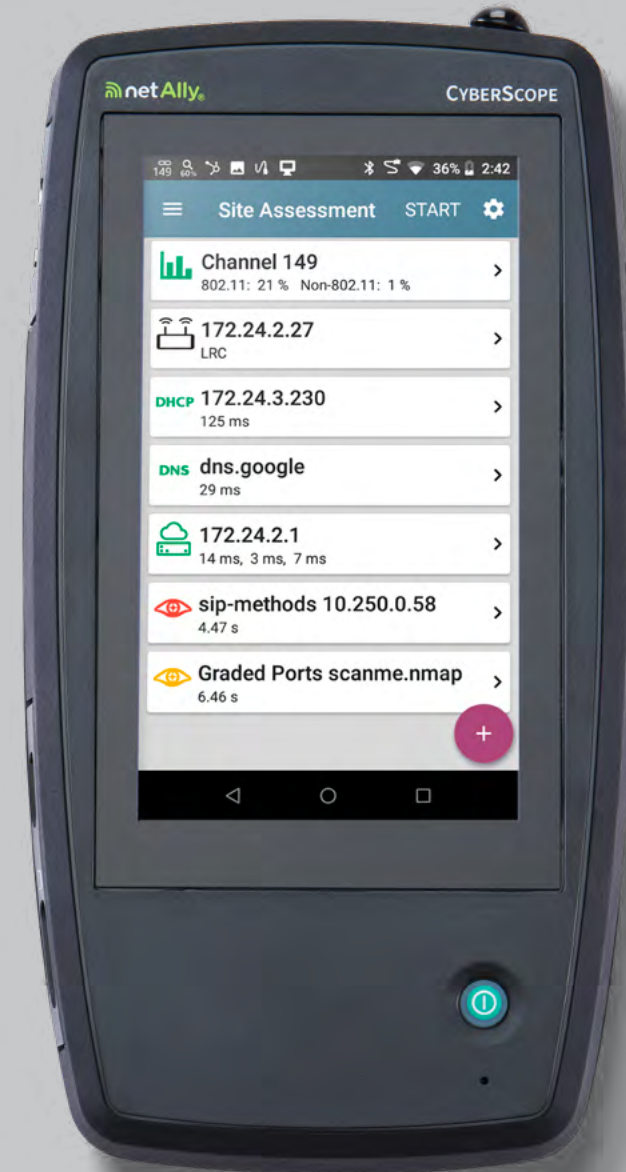 netAlly®
CYBERSCOPE
149 60% 36% 2:42
Site Assessment START
Channel 149
802.11: 21 % Non-802.11: 1 %
172.24.2.27
LRC
DHCP 172.24.3.230
125 ms
DNS dns.google
29 ms
172.24.2.1
14 ms, 3 ms, 7 ms
sip-methods 10.250.0.58
4.47 s
Graded Ports scanme.nmap
6.46 s
+